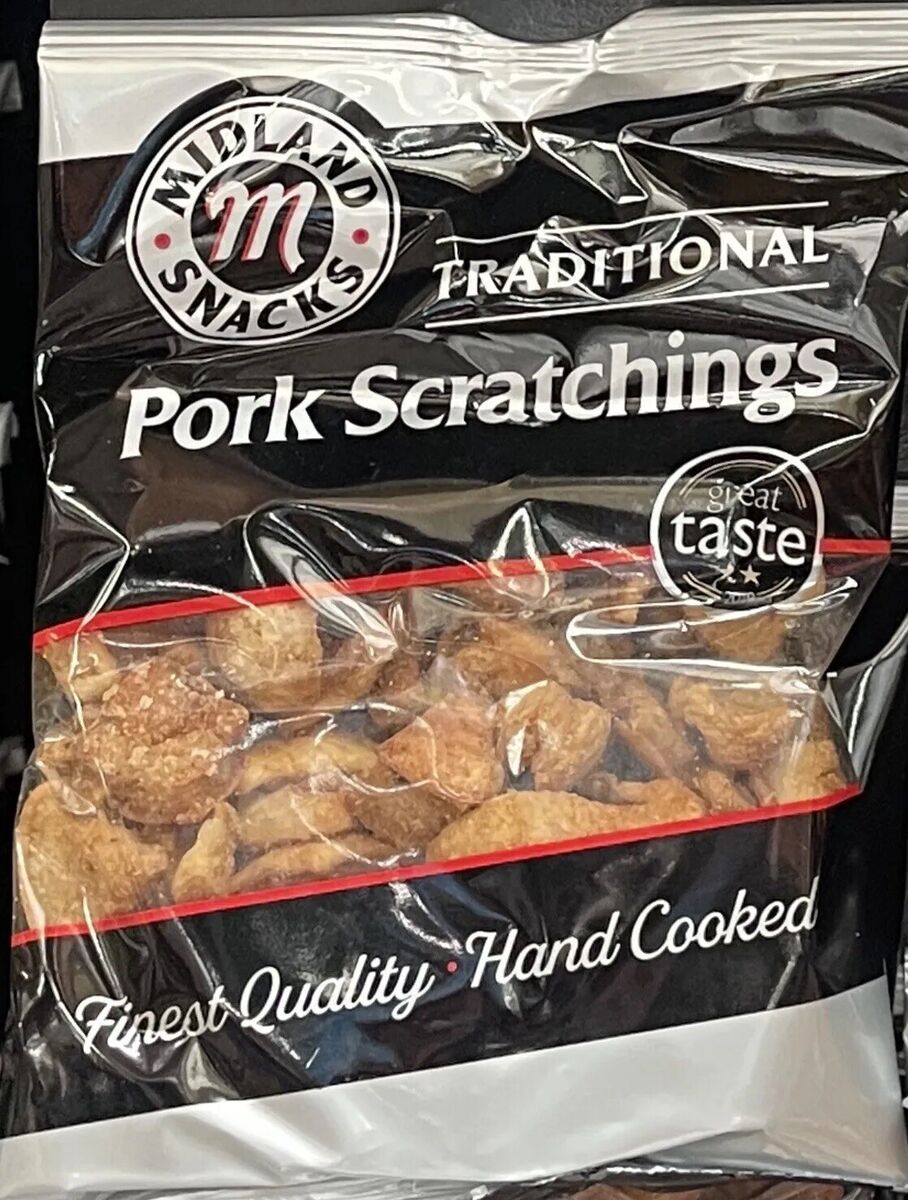 MIDLAND
m
SNACKS
TRADITIONAL
Pork Scratchings
great
taste
Finest Quality • Hand Cooked